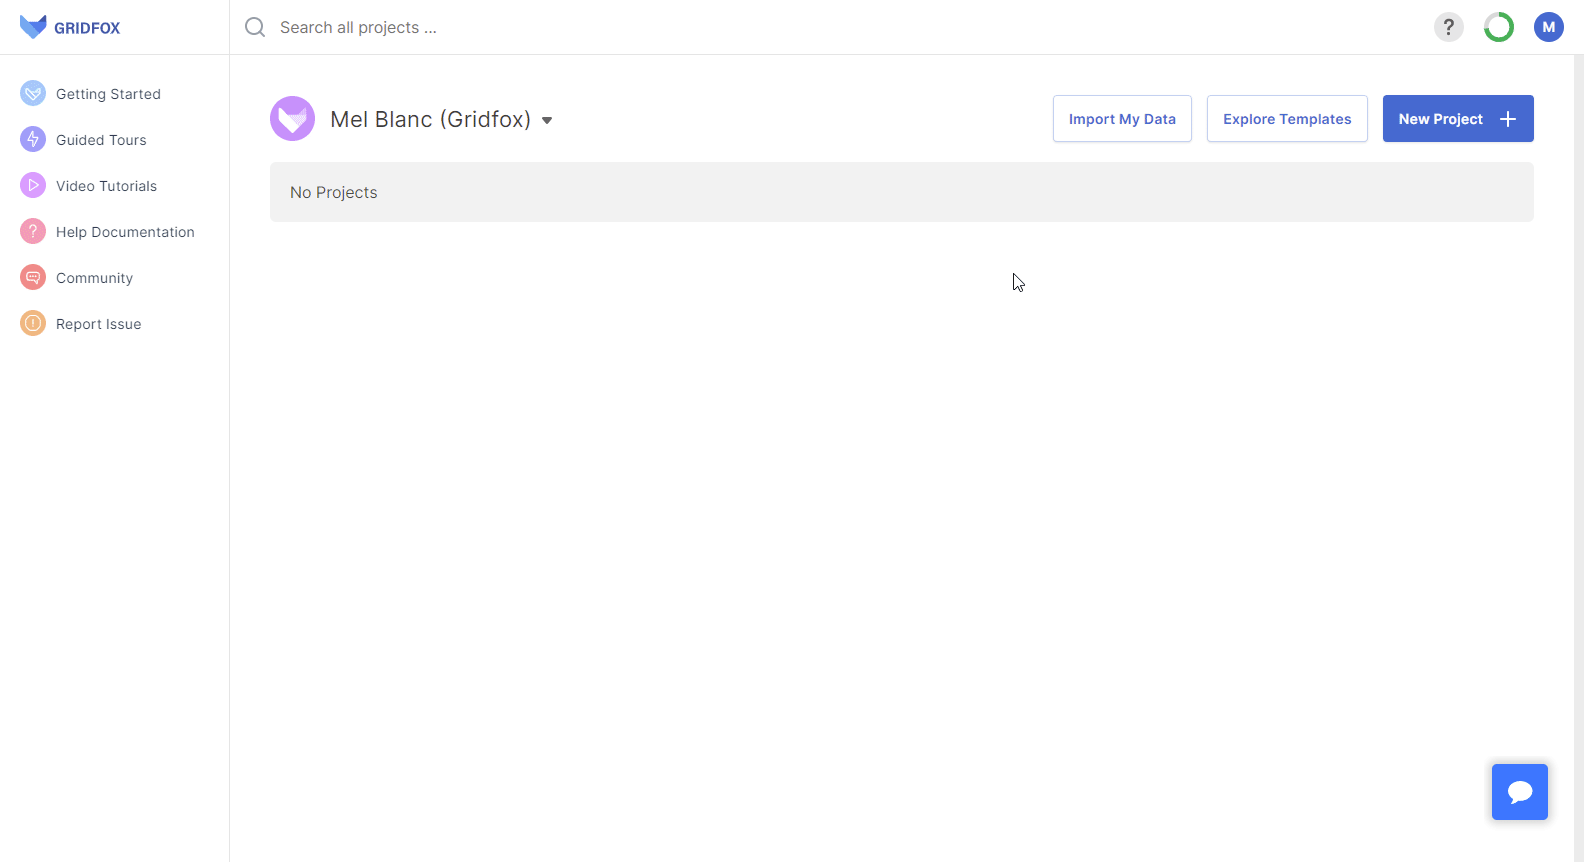 GRIDFOX
Search all projects ...
?
M
Getting Started
Guided Tours
Video Tutorials
? Help Documentation
Community
Report Issue
Mel Blanc (Gridfox)
Import My Data
Explore Templates
New Project +
No Projects